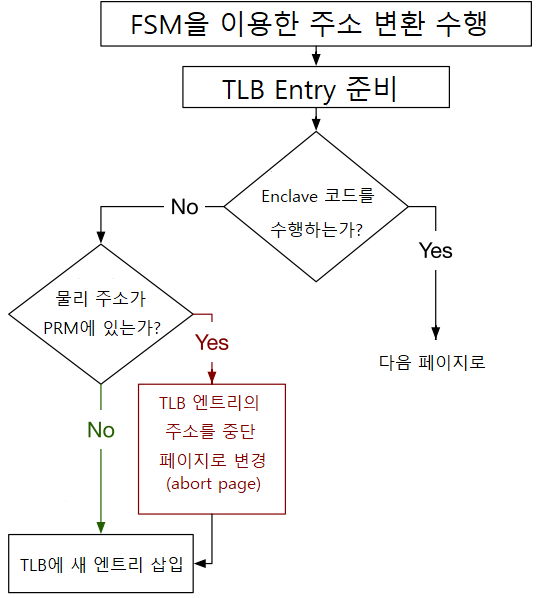 FSM을 이용한 주소 변환 수행
TLB Entry 준비
Enclave 코드를
수행하는가?
No
Yes
물리 주소가
PRM에 있는가?
Yes
다음 페이지로
TLB 엔트리의
주소를 중단
페이지로 변경
(abort page)
No
TLB에 새 엔트리 삽입